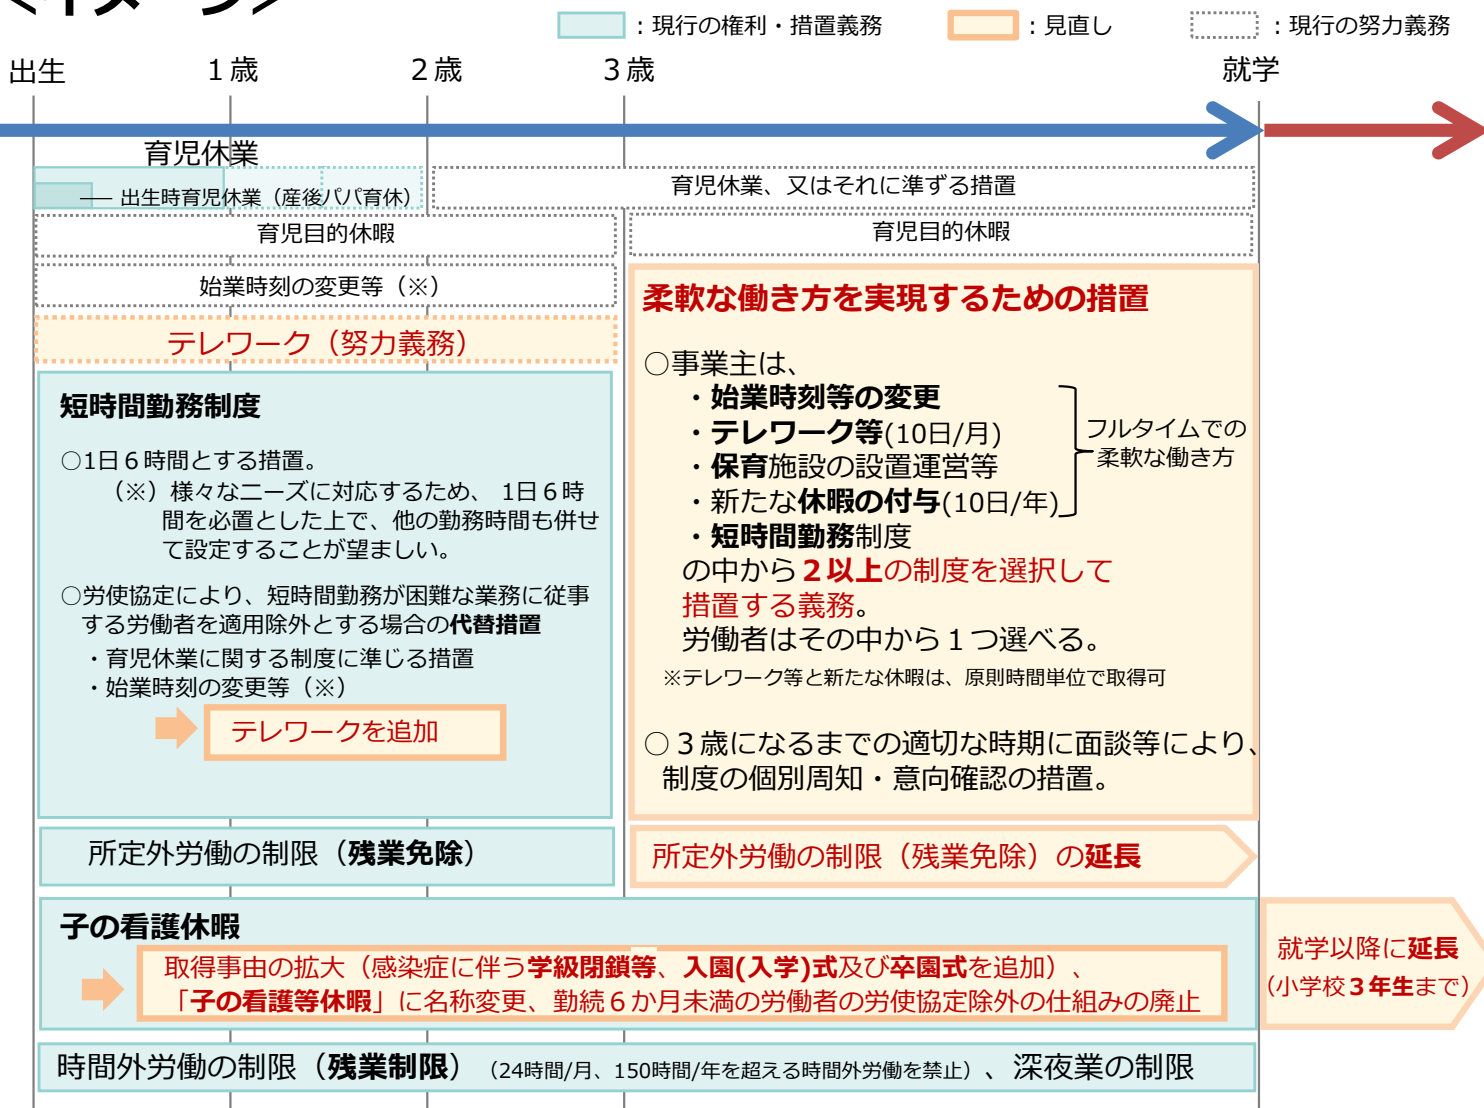 <イメージ>
：現行の権利・措置義務　：見直し　：現行の努力義務
出生　１歳　２歳　３歳　就学
育児休業
出生時育児休業（産後パパ育休）
育児休業、又はそれに準ずる措置
育児目的休暇
育児目的休暇
始業時刻の変更等（※）
テレワーク（努力義務）
短時間勤務制度
○1日６時間とする措置。
（※）様々なニーズに対応するため、 1日６時
間を必置とした上で、他の勤務時間も併せ
て設定することが望ましい。
○労使協定により、短時間勤務が困難な業務に従事
する労働者を適用除外とする場合の代替措置
・育児休業に関する制度に準じる措置
・始業時刻の変更等（※）
テレワークを追加
柔軟な働き方を実現するための措置
○事業主は、
・始業時刻等の変更
・テレワーク等(10日/月)
・保育施設の設置運営等
・新たな休暇の付与(10日/年)
・短時間勤務制度
フルタイムでの
柔軟な働き方
の中から２以上の制度を選択して
措置する義務。
労働者はその中から１つ選べる。
※テレワーク等と新たな休暇は、原則時間単位で取得可
○３歳になるまでの適切な時期に面談等により、
制度の個別周知・意向確認の措置。
所定外労働の制限（残業免除）
所定外労働の制限（残業免除）の延長
子の看護休暇
取得事由の拡大（感染症に伴う学級閉鎖等、入園(入学)式及び卒園式を追加）、
「子の看護等休暇」に名称変更、勤続６か月未満の労働者の労使協定除外の仕組みの廃止
就学以降に延長
（小学校３年生まで）
時間外労働の制限（残業制限）（24時間/月、150時間/年を超える時間外労働を禁止）、深夜業の制限